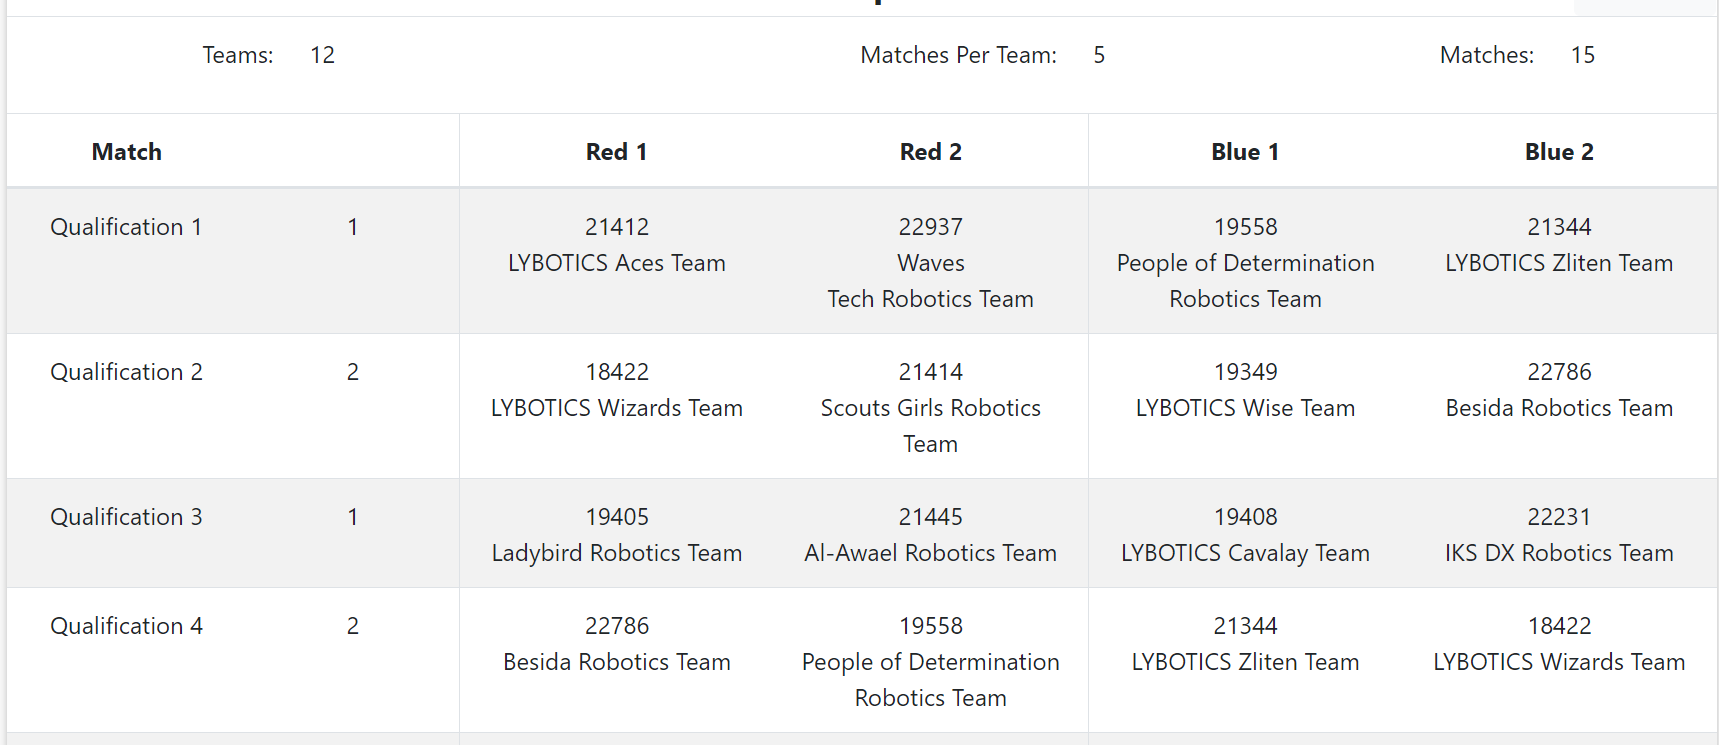 Teams: 12 Matches Per Team: 5 Matches: 15
Match Red 1 Red 2 Blue 1 Blue 2
Qualification 1 1 21412 22937 19558 21344
LYBOTICS Aces Team Waves People of Determination LYBOTICS Zliten Team
Tech Robotics Team Robotics Team
Qualification 2 2 18422 21414 19349 22786
LYBOTICS Wizards Team Scouts Girls Robotics LYBOTICS Wise Team Besida Robotics Team
Team
Qualification 3 1 19405 21445 19408 22231
Ladybird Robotics Team Al-Awael Robotics Team LYBOTICS Cavalay Team IKS DX Robotics Team
Qualification 4 2 22786 19558 21344 18422
Besida Robotics Team People of Determination LYBOTICS Zliten Team LYBOTICS Wizards Team
Robotics Team